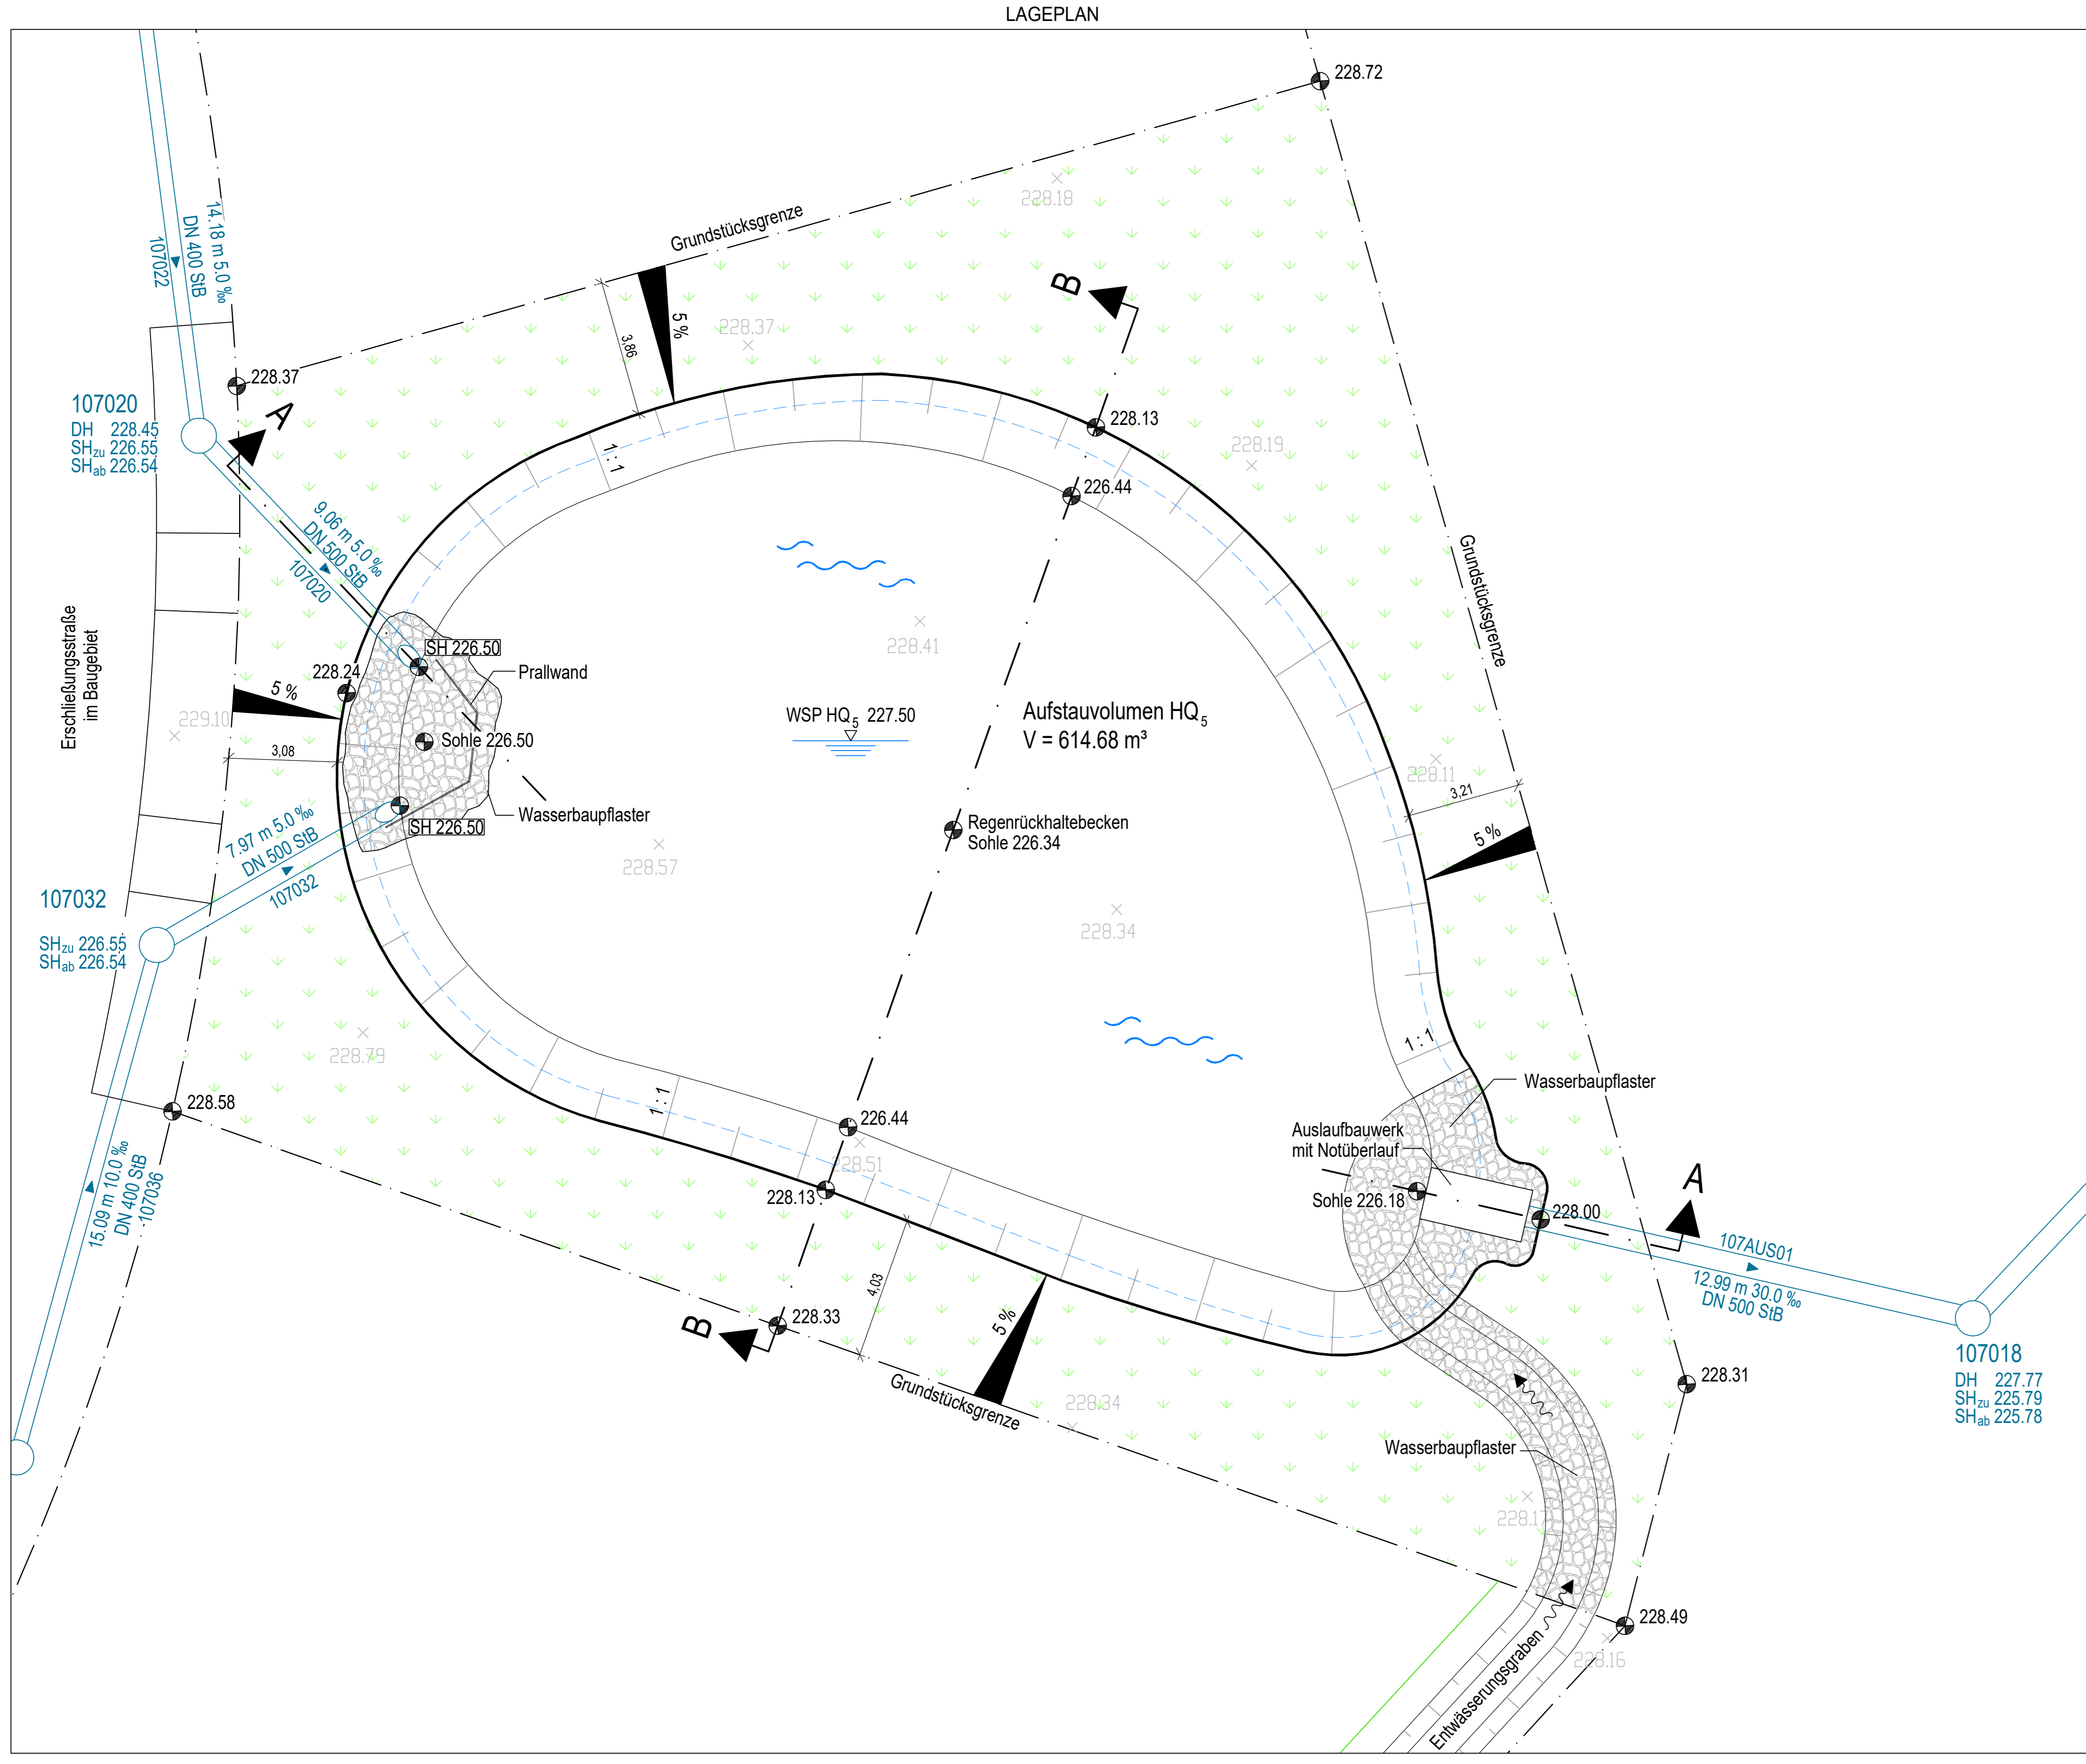 LAGEPLAN
228.72
228.18
Grundstücksgrenze
14.18 m 5.0 ‰
DN 400 StB
107022
B
5 %
3,86
228.37
228.37
A
107020
DH 228.45
SHzu 226.55
SHab 226.54
228.13
228.19
226.44
1:1
9.06 m 5.0 ‰
DN 500 StB
107020
Grundstücksgrenze
Erschließungsstraße
im Baugebiet
SH 226.50
Prallwand
228.24
5 %
229.10
3,08
Sohle 226.50
228.41
WSP HQ5 227.50
Aufstauvolumen HQ5
V = 614.68 m³
228.11
3,21
5 %
Wasserbaupflaster
SH 226.50
Regenrückhaltebecken
Sohle 226.34
7.97 m 5.0 ‰
DN 500 StB
107032
228.57
107032
SHzu 226.55
SHab 226.54
228.34
228.79
1:1
Wasserbaupflaster
228.58
1:1
226.44
228.51
Auslaufbauwerk
mit Notüberlauf
15.09 m 10.0 ‰
DN 400 StB
107036
228.13
Sohle 226.18
228.00
A
107AUS01
12.99 m 30.0 ‰
DN 500 StB
4,03
B
228.33
5 %
107018
DH 227.77
SHzu 225.79
SHab 225.78
228.31
Grundstücksgrenze
228.34
Wasserbaupflaster
228.17
228.49
228.16
Entwässerungsgraben